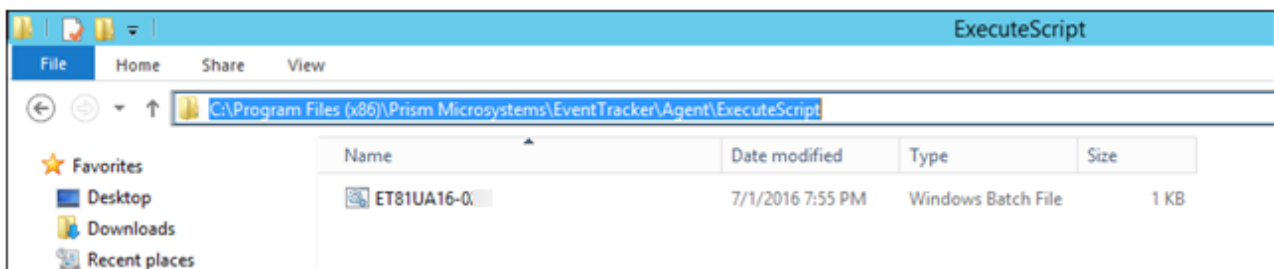 ExecuteScript
File Home Share View
C:\Program Files (x86)\Prism Microsystems\EventTracker\Agent\ExecuteScript
Favorites
Desktop
Downloads
Recent places
Name Date modified Type Size
7/1/2016 7:55 PM Windows Batch File 1 KB